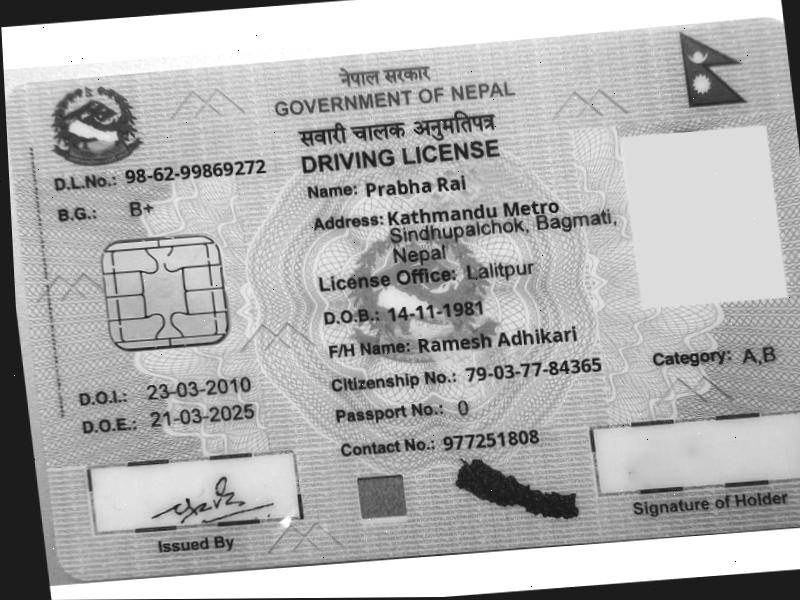 नेपाल सरकार
GOVERNMENT OF NEPAL
सवारी चालक अनुमतिपत्र
DRIVING LICENSE
D.L.No.: 98-62-99869272
B.G.: B+
Name: Prabha Rai
Address: Kathmandu Metro
Sindhupalchok, Bagmati,
Nepal
License Office: Lalitpur
D.O.B.: 14-11-1981
F/H Name: Ramesh Adhikari
Citizenship No.: 79-03-77-84365
Category: A,B
D.O.I.: 23-03-2010
D.O.E.: 21-03-2025
Passport No.: 0
Contact No.: 977251808
Issued By
Signature of Holder